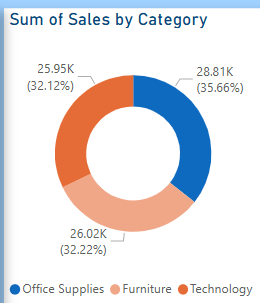 Sum of Sales by Category
25.95K
(32.12%)
28.81K
(35.66%)
26.02K
(32.22%)
Office Supplies Furniture Technology